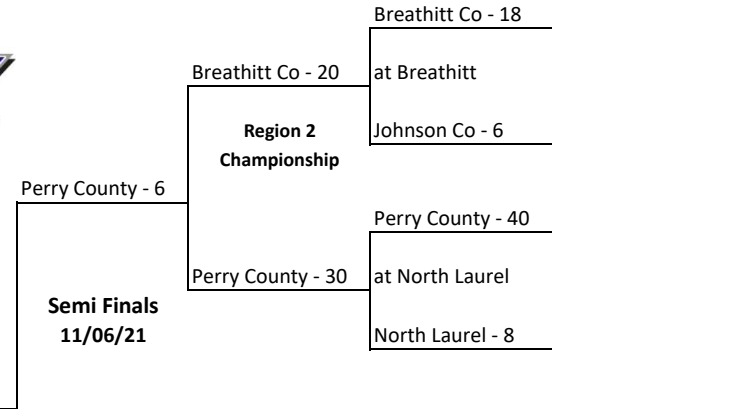 Breathitt Co - 18
Breathitt Co - 20
at Breathitt
Region 2
Championship
Johnson Co - 6
Perry County - 6
Perry County - 40
Perry County - 30
at North Laurel
Semi Finals
11/06/21
North Laurel - 8